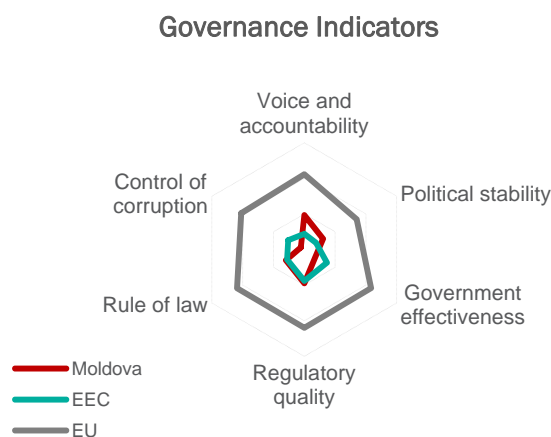 Governance Indicators
Voice and
accountability
Political stability
Government
effectiveness
Regulatory
quality
Rule of law
Control of
corruption
Moldova
EEC
EU